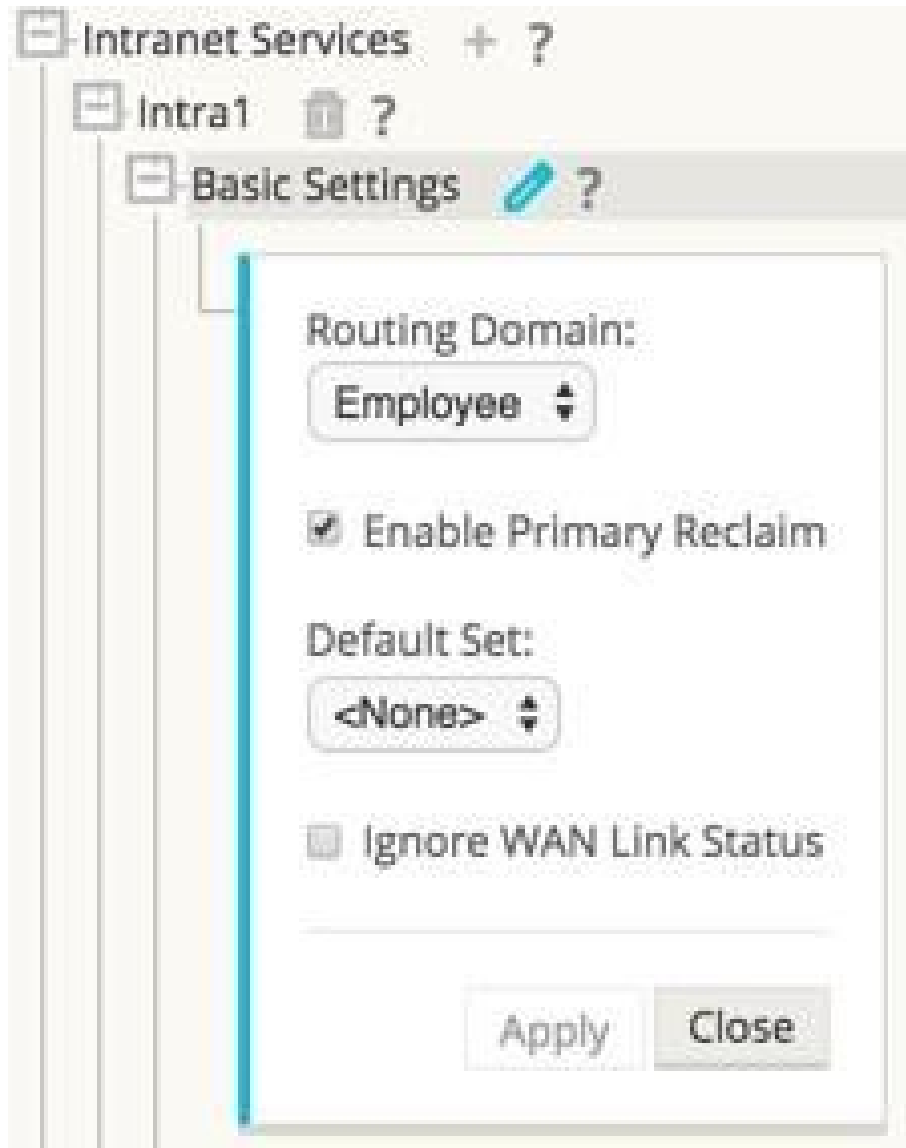 Intranet Services + ?
Intra1 ?
Basic Settings ?
Routing Domain:
Employee
Enable Primary Reclaim
Default Set:
<None>
Ignore WAN Link Status
Apply Close